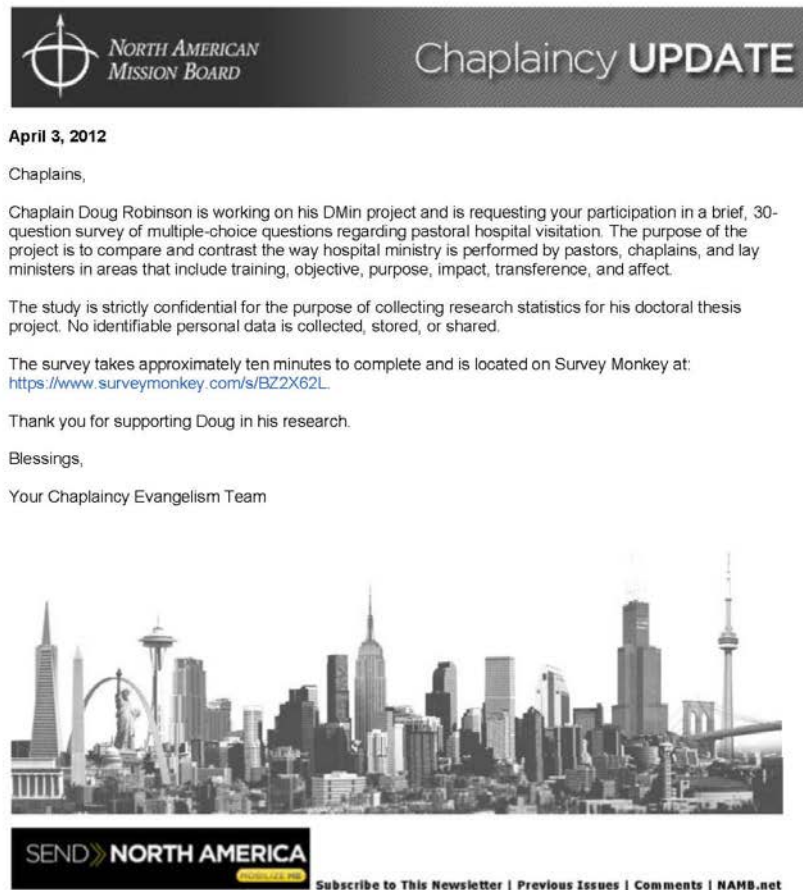 NORTH AMERICAN
MISSION BOARD
Chaplaincy UPDATE
April 3, 2012
Chaplains,
Chaplain Doug Robinson is working on his DMin project and is requesting your participation in a brief, 30-
question survey of multiple-choice questions regarding pastoral hospital visitation. The purpose of the
project is to compare and contrast the way hospital ministry is performed by pastors, chaplains, and lay
ministers in areas that include training, objective, purpose, impact, transference, and affect.
The study is strictly confidential for the purpose of collecting research statistics for his doctoral thesis
project. No identifiable personal data is collected, stored, or shared.
The survey takes approximately ten minutes to complete and is located on Survey Monkey at:
https://www.surveymonkey.com/s/BZ2X62L.
Thank you for supporting Doug in his research.
Blessings,
Your Chaplaincy Evangelism Team
SEND» NORTH AMERICA
MOBILIZE ME
Subscribe to This Newsletter | Previous Issues | Comments | NAMB.net